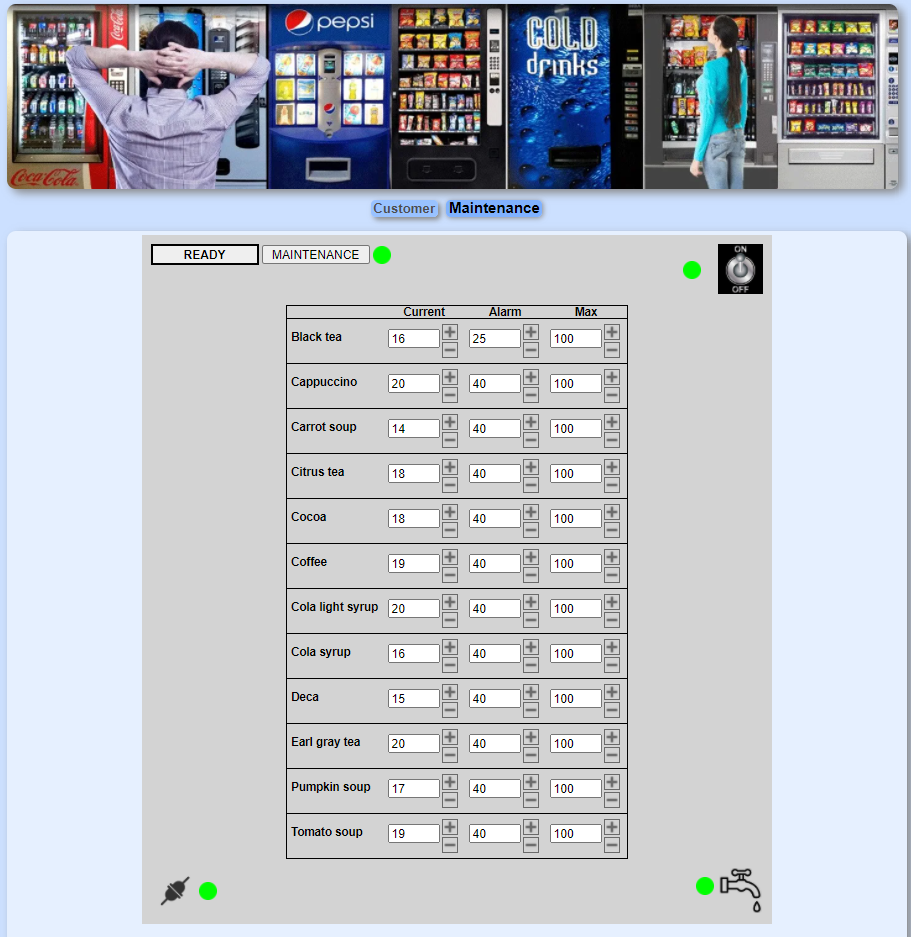 pepsi
COLD
drinks
Coca-Cola
Customer Maintenance
READY MAINTENANCE
ON
OFF
Current Alarm Max
Black tea 16 25 100
Cappuccino 20 40 100
Carrot soup 14 40 100
Citrus tea 18 40 100
Cocoa 18 40 100
Coffee 19 40 100
Cola light syrup 20 40 100
Cola syrup 16 40 100
Deca 15 40 100
Earl gray tea 20 40 100
Pumpkin soup 17 40 100
Tomato soup 19 40 100